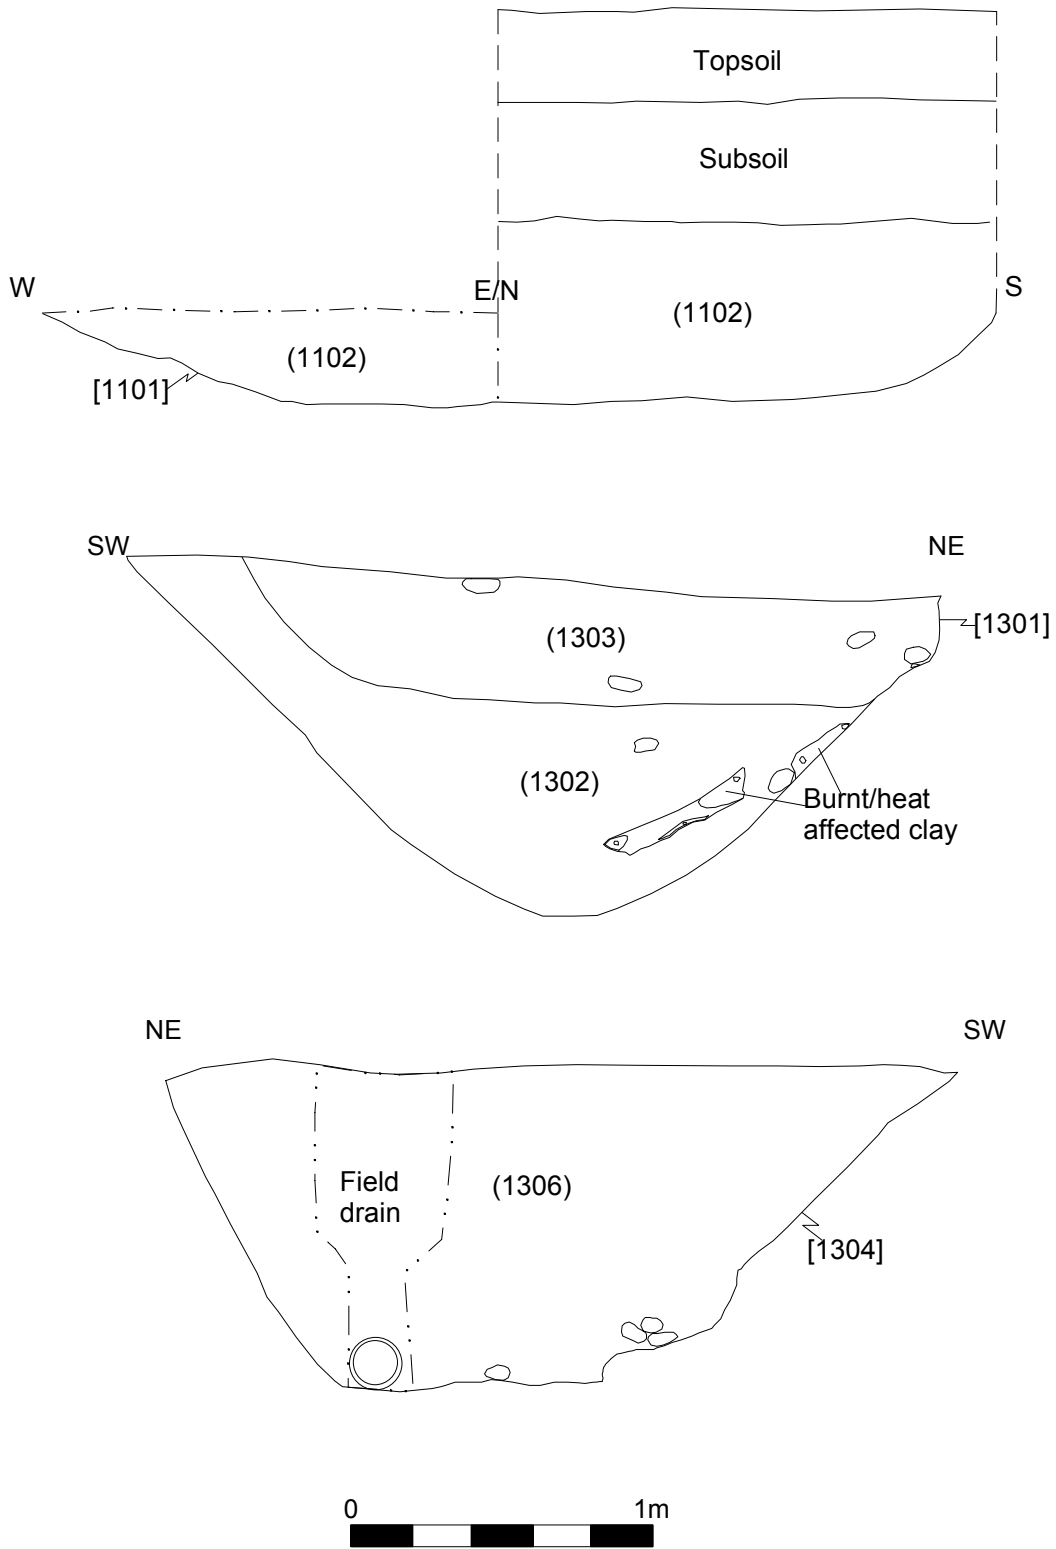 Topsoil
Subsoil
W
E/N
S
(1102)
(1102)
[1101]
SW
NE
(1303)
[1301]
(1302)
Burnt/heat
affected clay
NE
SW
Field
drain
(1306)
[1304]
0
1m